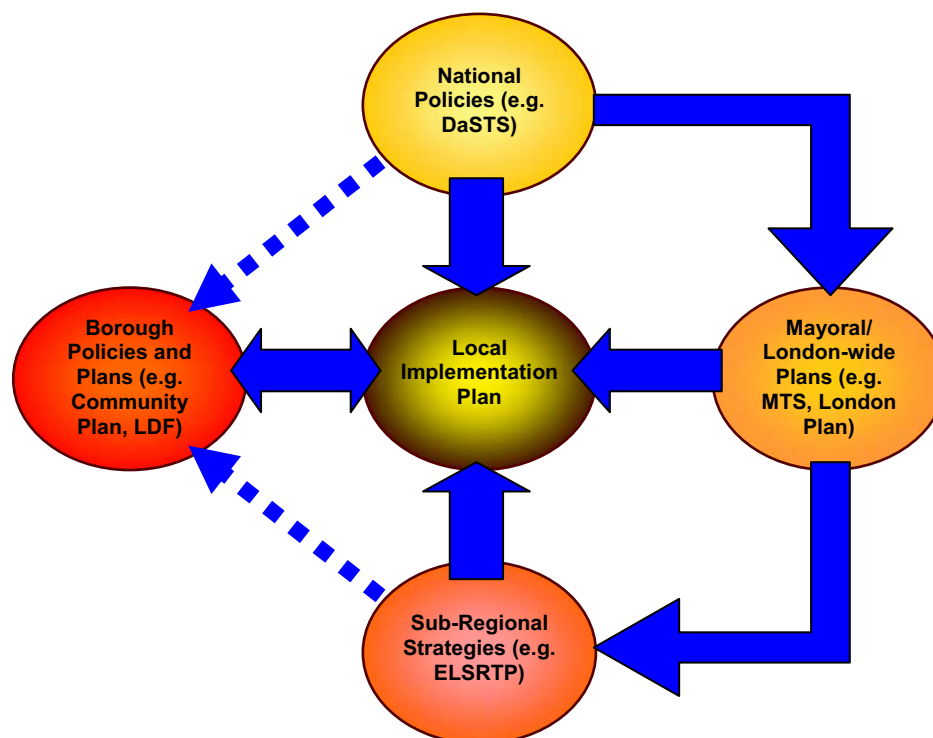 National
Policies (e.g.
DaSTS)
Borough
Policies and
Plans (e.g.
Community
Plan, LDF)
Local
Implementation
Plan
Mayoral/
London-wide
Plans (e.g.
MTS, London
Plan)
Sub-Regional
Strategies (e.g.
ELSRTP)